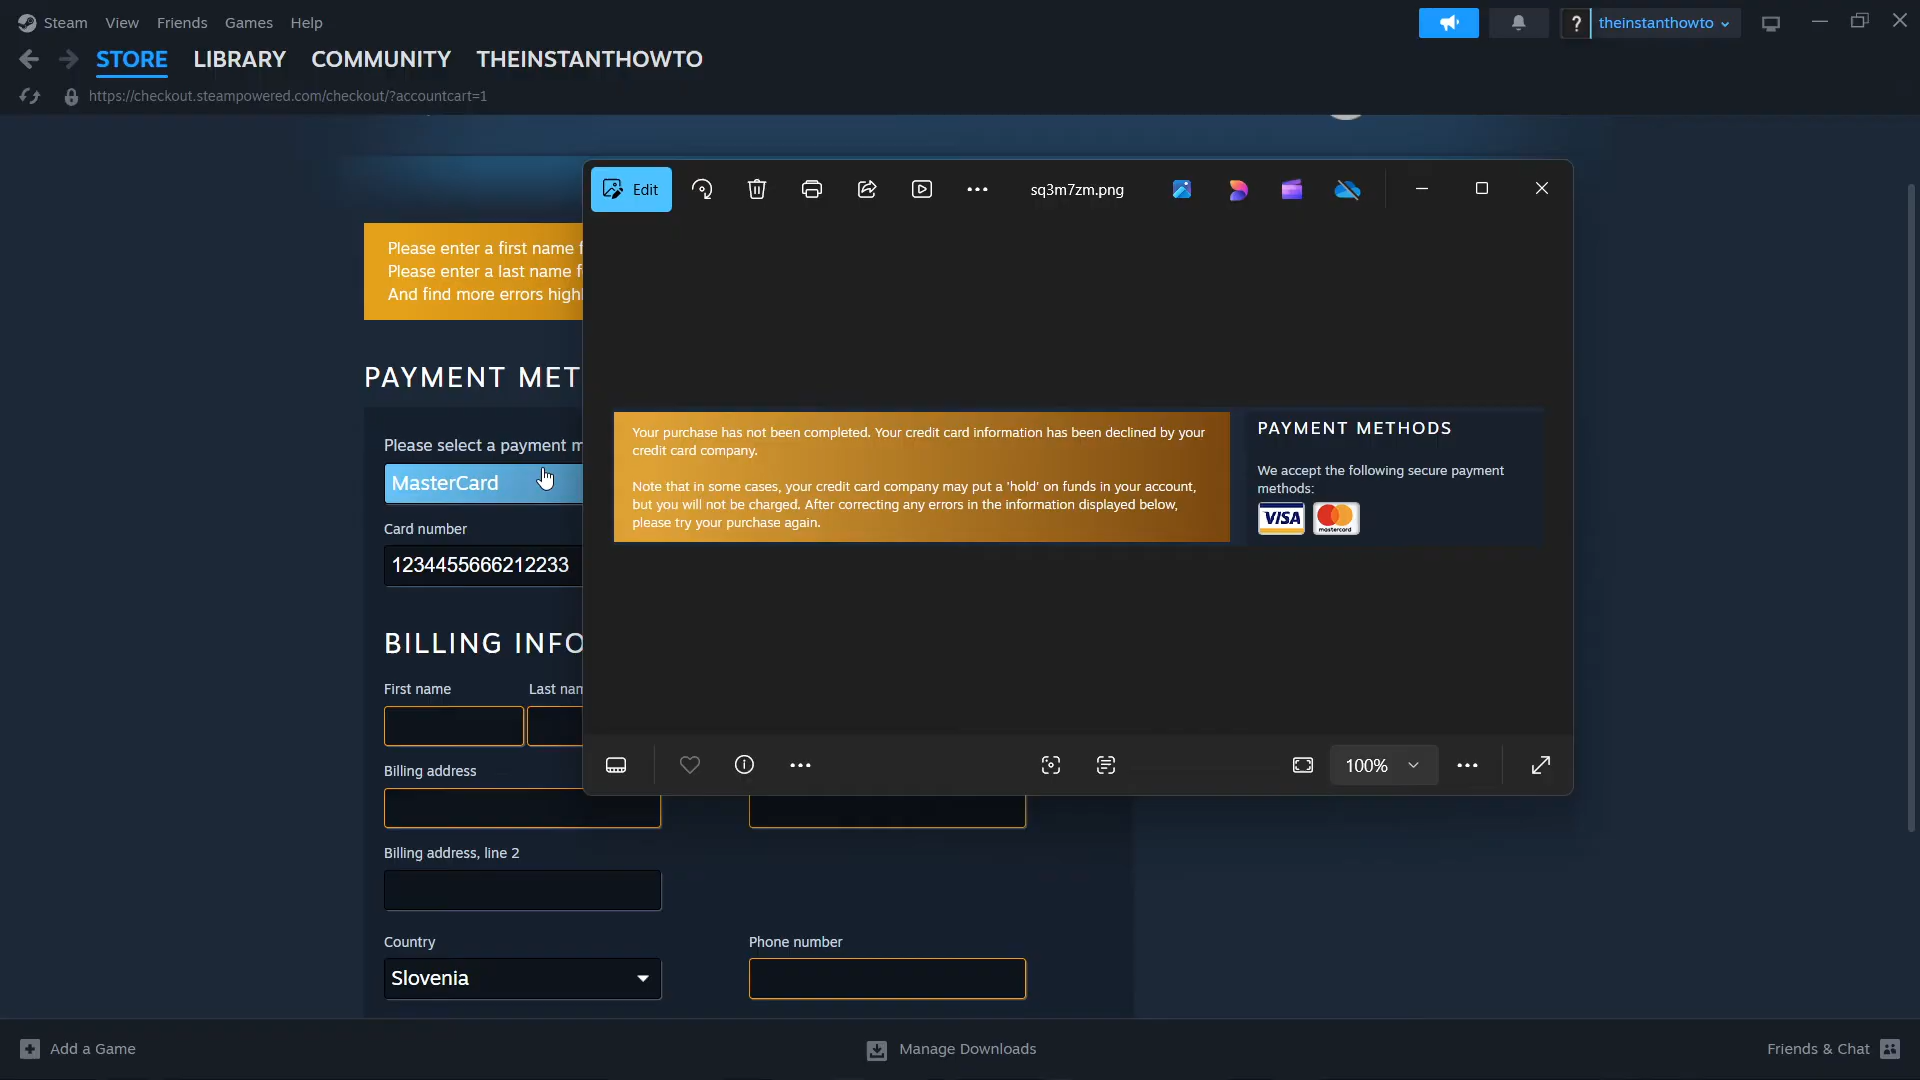 Steam View Friends Games Help
? theinstanthowto
STORE LIBRARY COMMUNITY THEINSTANTHOWTO
https://checkout.steampowered.com/checkout/?accountcart=1
Edit
sq3m7zm.png
Please enter a first name
Please enter a last name
And find more errors
PAYMENT
Please select a payment
MasterCard
Card number
1234455666212233
Your purchase has not been completed. Your credit card information has been declined by your
credit card company.
Note that in some cases, your credit card company may put a 'hold' on funds in your account,
but you will not be charged. After correcting any errors in the information displayed below,
please try your purchase again.
PAYMENT METHODS
We accept the following secure payment
methods:
VISA mastercard
BILLING
First name
Last
100%
Billing address
Billing address, line 2
Country
Phone number
Slovenia
Add a Game
Manage Downloads
Friends & Chat